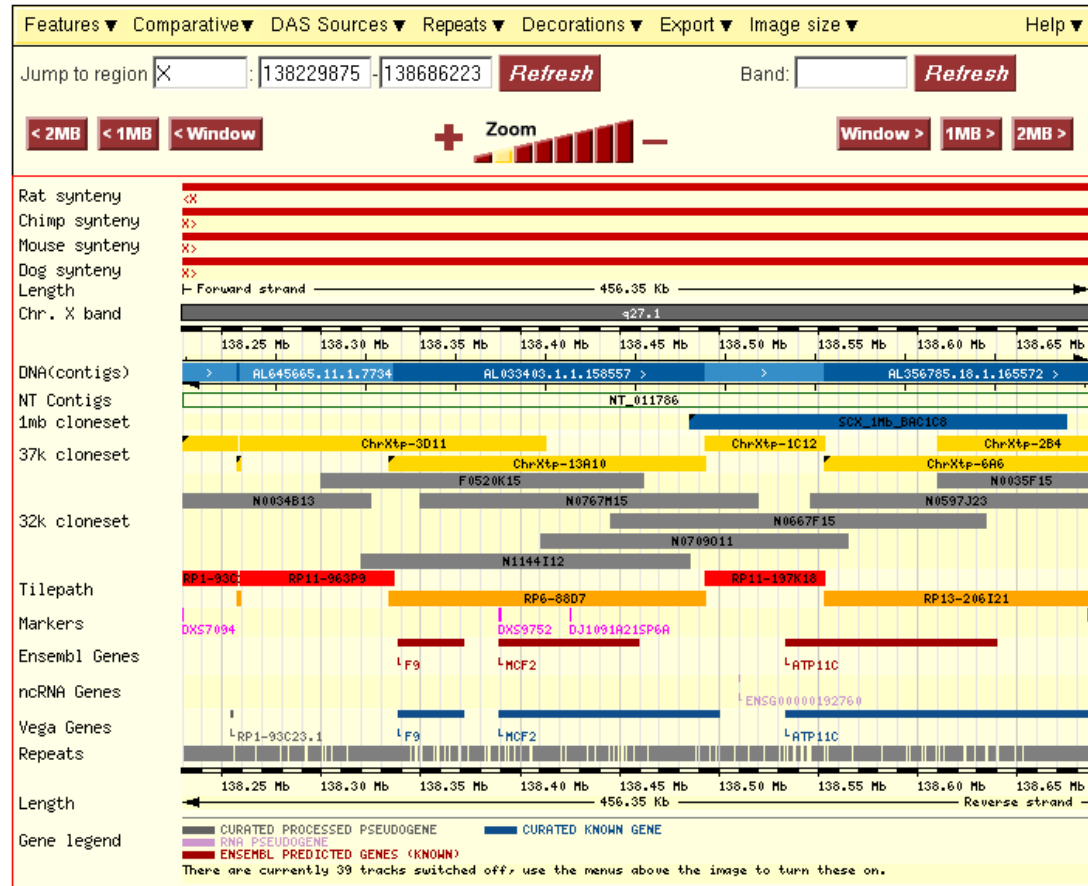 Features ▼ Comparative▼ DAS Sources ▼ Repeats ▼ Decorations ▼ Export ▼ Image size ▼ Help ▼
Jump to region X : 138229875 -138686223 Refresh Band: Refresh
< 2MB < 1MB < Window + Zoom − Window > 1MB > 2MB >
Rat synteny <X
Chimp synteny X>
Mouse synteny X>
Dog synteny X>
Length Forward strand 456.35 Kb
Chr. X band q27.1
138.25 Mb 138.30 Mb 138.35 Mb 138.40 Mb 138.45 Mb 138.50 Mb 138.55 Mb 138.60 Mb 138.65 Mb
DNA(contigs) > AL645665.11.1.7734 AL033403.1.1.158557 > > AL356785.18.1.165572 >
NT Contigs NT_011786
1mb cloneset SCX_1Mb_BAC1C8
37k cloneset ChrXtp-3D11 ChrXtp-1C12 ChrXtp-2B4
ChrXtp-13A10 ChrXtp-6A6
F0520K15 N0035F15
N0034B13 N0767M15 N0597J23
32k cloneset N0667F15
N0709O11
N1144I12
Tilepath RP1-93C RP11-963P9 RP11-197K18
RP6-88D7 RP13-206I21
Markers
DXS7094 DXS9752 DJ1091A21SP6A
Ensembl Genes F9 MCF2 ATP11C
ncRNA Genes ENSG00000192760
Vega Genes RP1-93C23.1 F9 MCF2 ATP11C
Repeats
138.25 Mb 138.30 Mb 138.35 Mb 138.40 Mb 138.45 Mb 138.50 Mb 138.55 Mb 138.60 Mb 138.65 Mb
Length 456.35 Kb Reverse strand
Gene legend CURATED PROCESSED PSEUDOGENE CURATED KNOWN GENE
RNA PSEUDOGENE
ENSEMBL PREDICTED GENES (KNOWN)
There are currently 39 tracks switched off, use the menus above the image to turn these on.